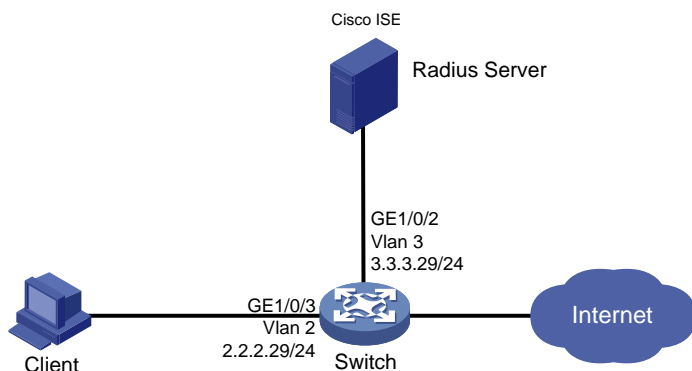 Cisco ISE
Radius Server
GE1/0/2
Vlan 3
3.3.3.29/24
GE1/0/3
Vlan 2
2.2.2.29/24
Client
Switch
Internet